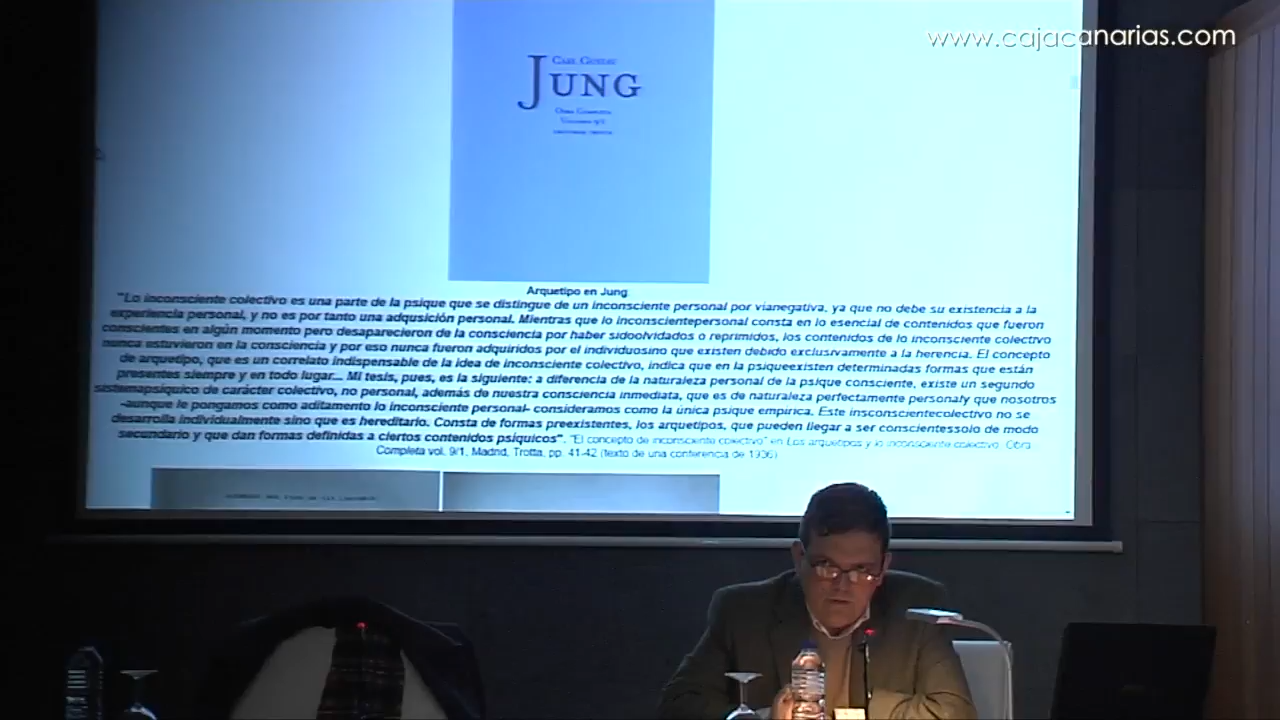 www.cajacanarias.com
CARL GUSTAV
JUNG
OBRA COMPLETA
VOLUMEN 9/1
EDITORIAL TROTTA
Arquetipo en Jung
"Lo inconsciente colectivo es una parte de la psique que se distingue de un inconsciente personal por vianegativa, ya que no debe su existencia a la
experiencia personal, y no es por tanto una adqusición personal. Mientras que lo inconscientepersonal consta en lo esencial de contenidos que fueron
conscientes en algún momento pero desaparecieron de la consciencia por haber sidoolvidados o reprimidos, los contenidos de lo inconsciente colectivo
nunca estuvieron en la consciencia y por eso nunca fueron adquiridos por el individuosino que existen debido exclusivamente a la herencia. El concepto
de arquetipo, que es un correlato indispensable de la idea de inconsciente colectivo, indica que en la psiqueexisten determinadas formas que están
presentes siempre y en todo lugar... Mi tesis, pues, es la siguiente: a diferencia de la naturaleza personal de la psique consciente, existe un segundo
sistemapsíquico de carácter colectivo, no personal, además de nuestra consciencia inmediata, que es de naturaleza perfectamente personaly que nosotros
-aunque le pongamos como aditamento lo inconsciente personal- consideramos como la única psique empírica. Este insconscientecolectivo no se
desarrolla individualmente sino que es hereditario. Consta de formas preexistentes, los arquetipos, que pueden llegar a ser conscientessolo de modo
secundario y que dan formas definidas a ciertos contenidos psíquicos". "El concepto de inconsciente colectivo" en Los arquetipos y lo inconsciente colectivo. Obra
Completa vol. 9/1, Madrid, Trotta, pp. 41-42 (texto de una conferencia de 1936)